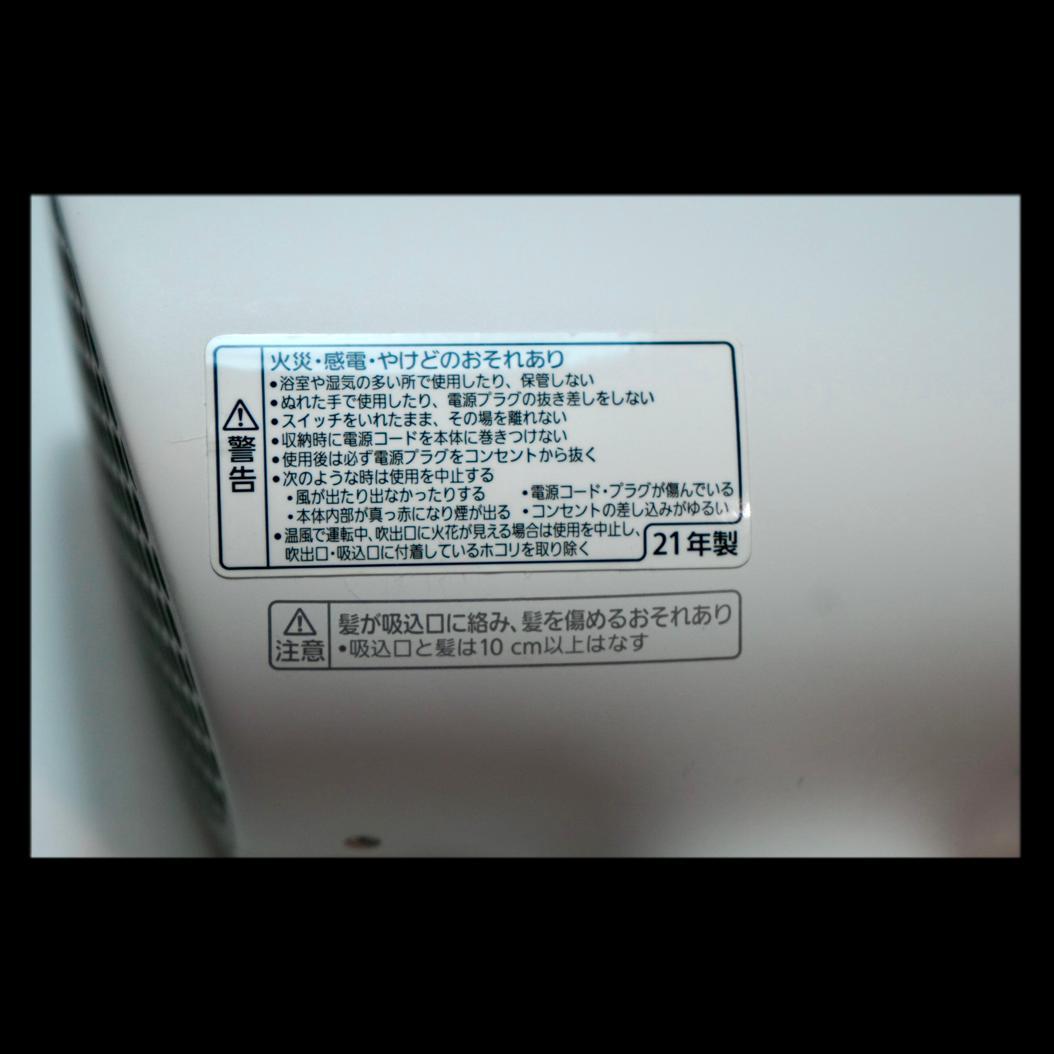 ⚠警告
火災・感電・やけどのおそれあり
●浴室や湿気の多い所で使用したり、保管しない
●ぬれた手で使用したり、電源プラグの抜き差しをしない
●スイッチをいれたまま、その場を離れない
●収納時に電源コードを本体に巻きつけない
●使用後は必ず電源プラグをコンセントから抜く
●次のような時は使用を中止する
・風が出たり出なかったりする ・電源コード・プラグが傷んでいる
・本体内部が真っ赤になり煙が出る ・コンセントの差し込みがゆるい
●温風で運転中、吹出口に火花が見える場合は使用を中止し、
吹出口・吸込口に付着しているホコリを取り除く
21年製
⚠注意
髪が吸込口に絡み、髪を傷めるおそれあり
●吸込口と髪は10 cm以上はなす